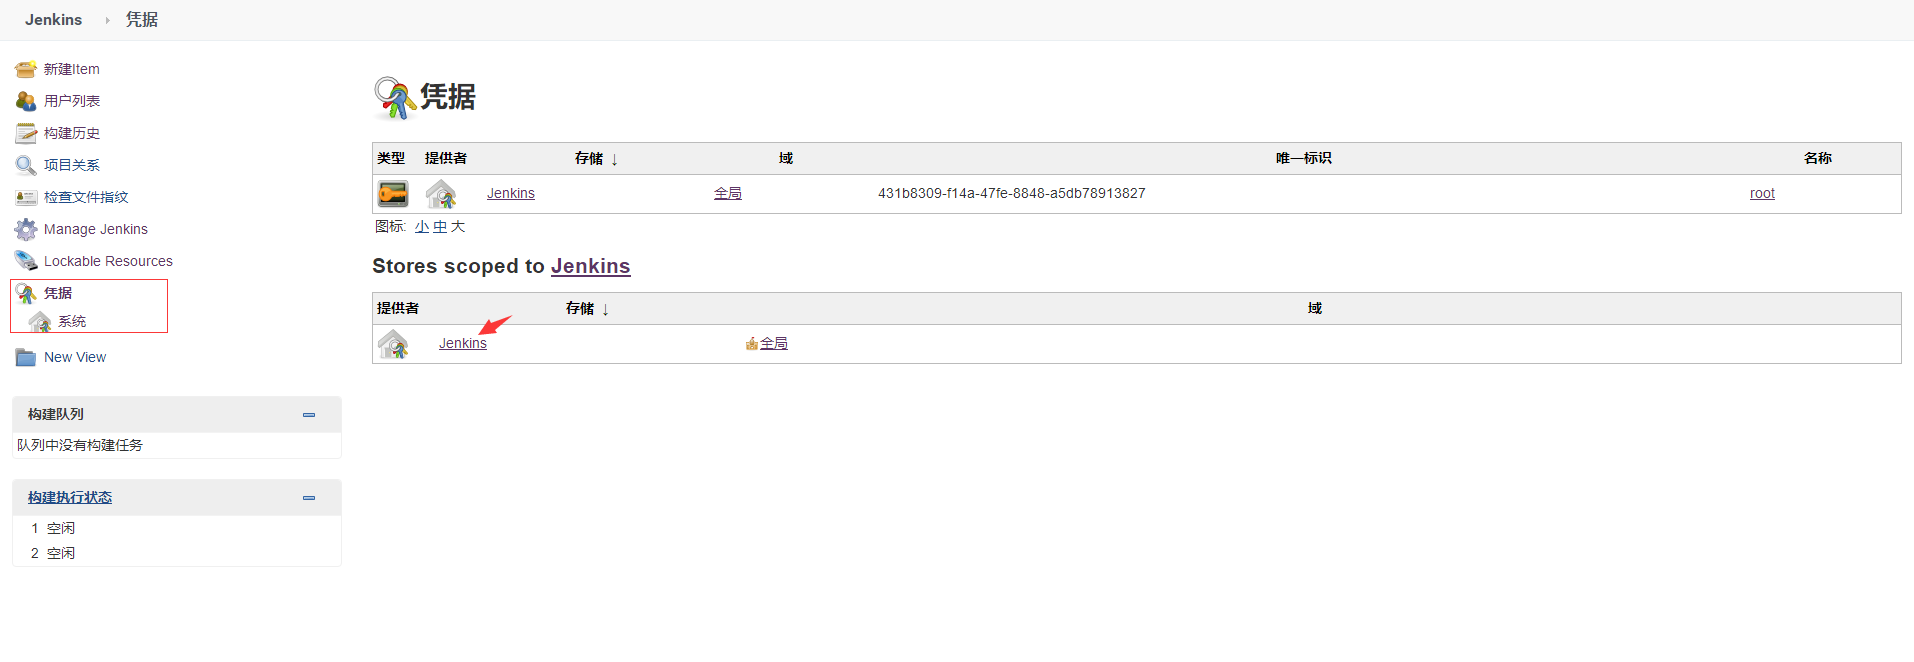 Jenkins 凭据
新建Item
用户列表
构建历史
项目关系
检查文件指纹
Manage Jenkins
Lockable Resources
凭据
系统
New View
构建队列
队列中没有构建任务
构建执行状态
1 空闲
2 空闲
凭据
类型 提供者 存储 ↓ 域 唯一标识 名称
Jenkins 全局 431b8309-f14a-47fe-8848-a5db78913827 root
图标: 小 中 大
Stores scoped to Jenkins
提供者 存储 ↓ 域
Jenkins 全局